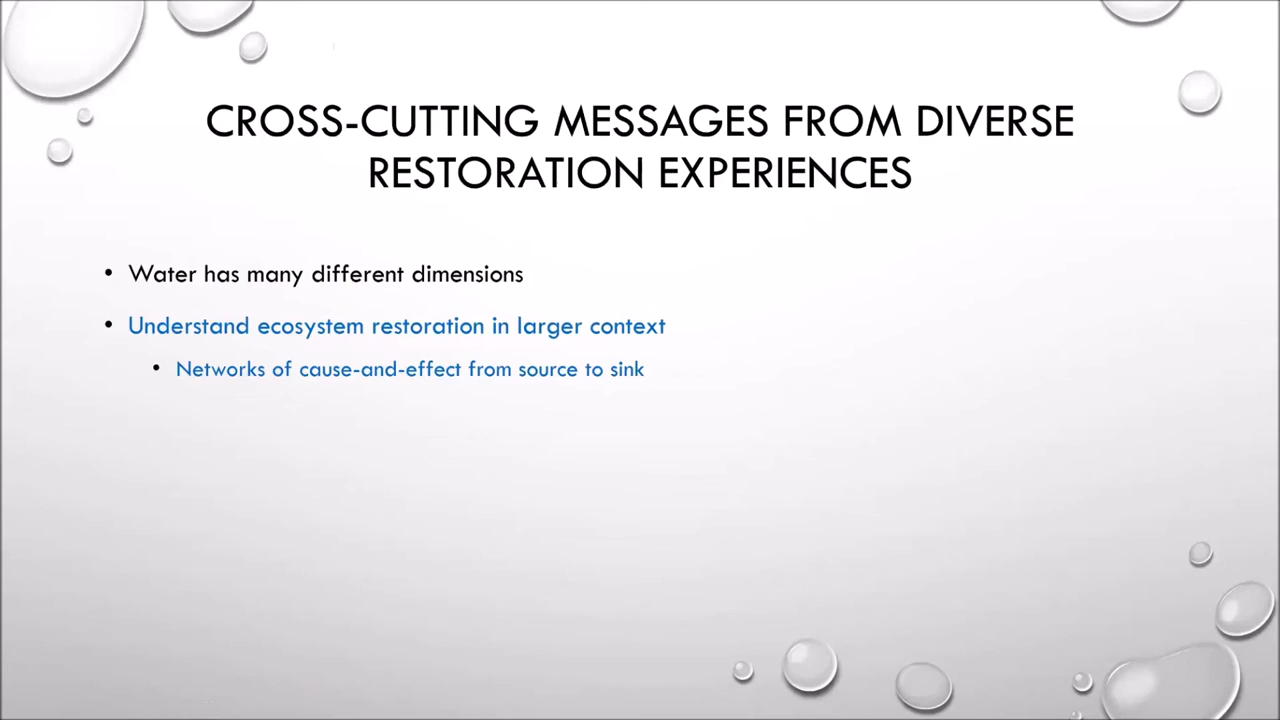 CROSS-CUTTING MESSAGES FROM DIVERSE
RESTORATION EXPERIENCES
• Water has many different dimensions
• Understand ecosystem restoration in larger context
• Networks of cause-and-effect from source to sink